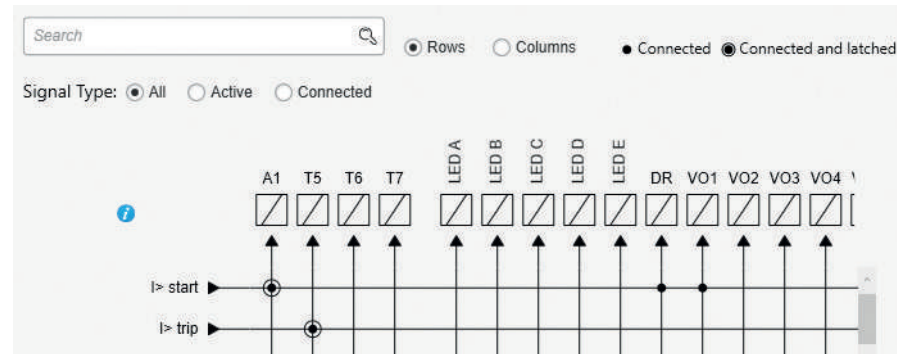 Search
Rows Columns Connected Connected and latched
Signal Type: All Active Connected
A1 T5 T6 T7 LED A LED B LED C LED D LED E DR VO1 VO2 VO3 VO4
I> start
I> trip